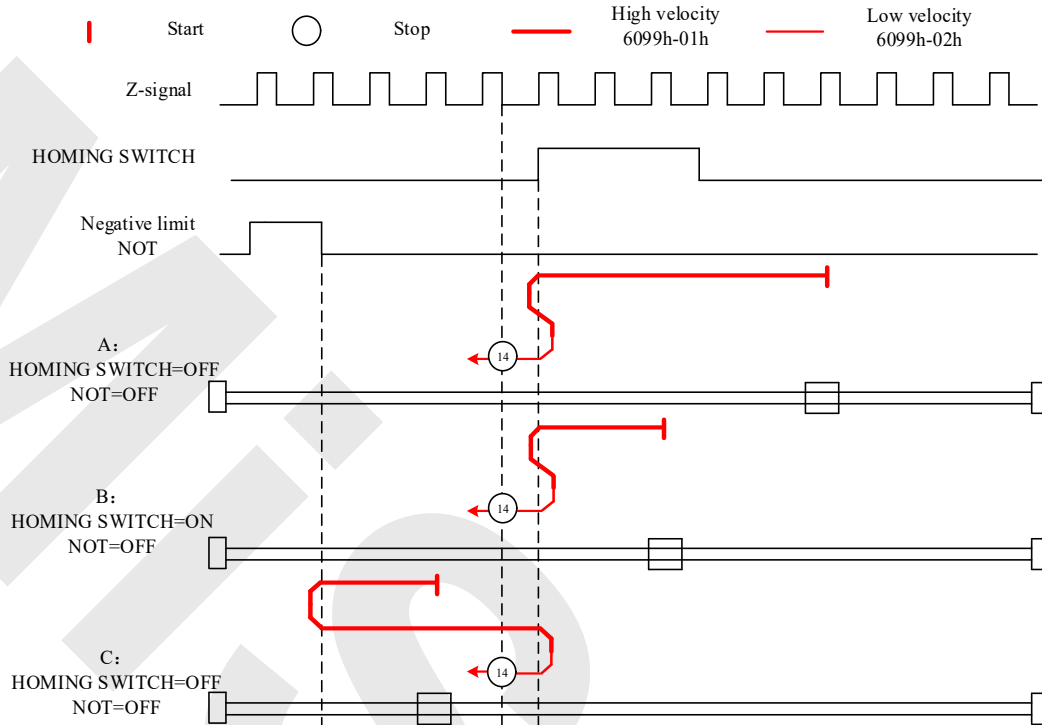 Start
Stop
High velocity
6099h-01h
Low velocity
6099h-02h
Z-signal
HOMING SWITCH
Negative limit
NOT
A:
HOMING SWITCH=OFF
NOT=OFF
14
B:
HOMING SWITCH=ON
NOT=OFF
14
C:
HOMING SWITCH=OFF
NOT=OFF
14